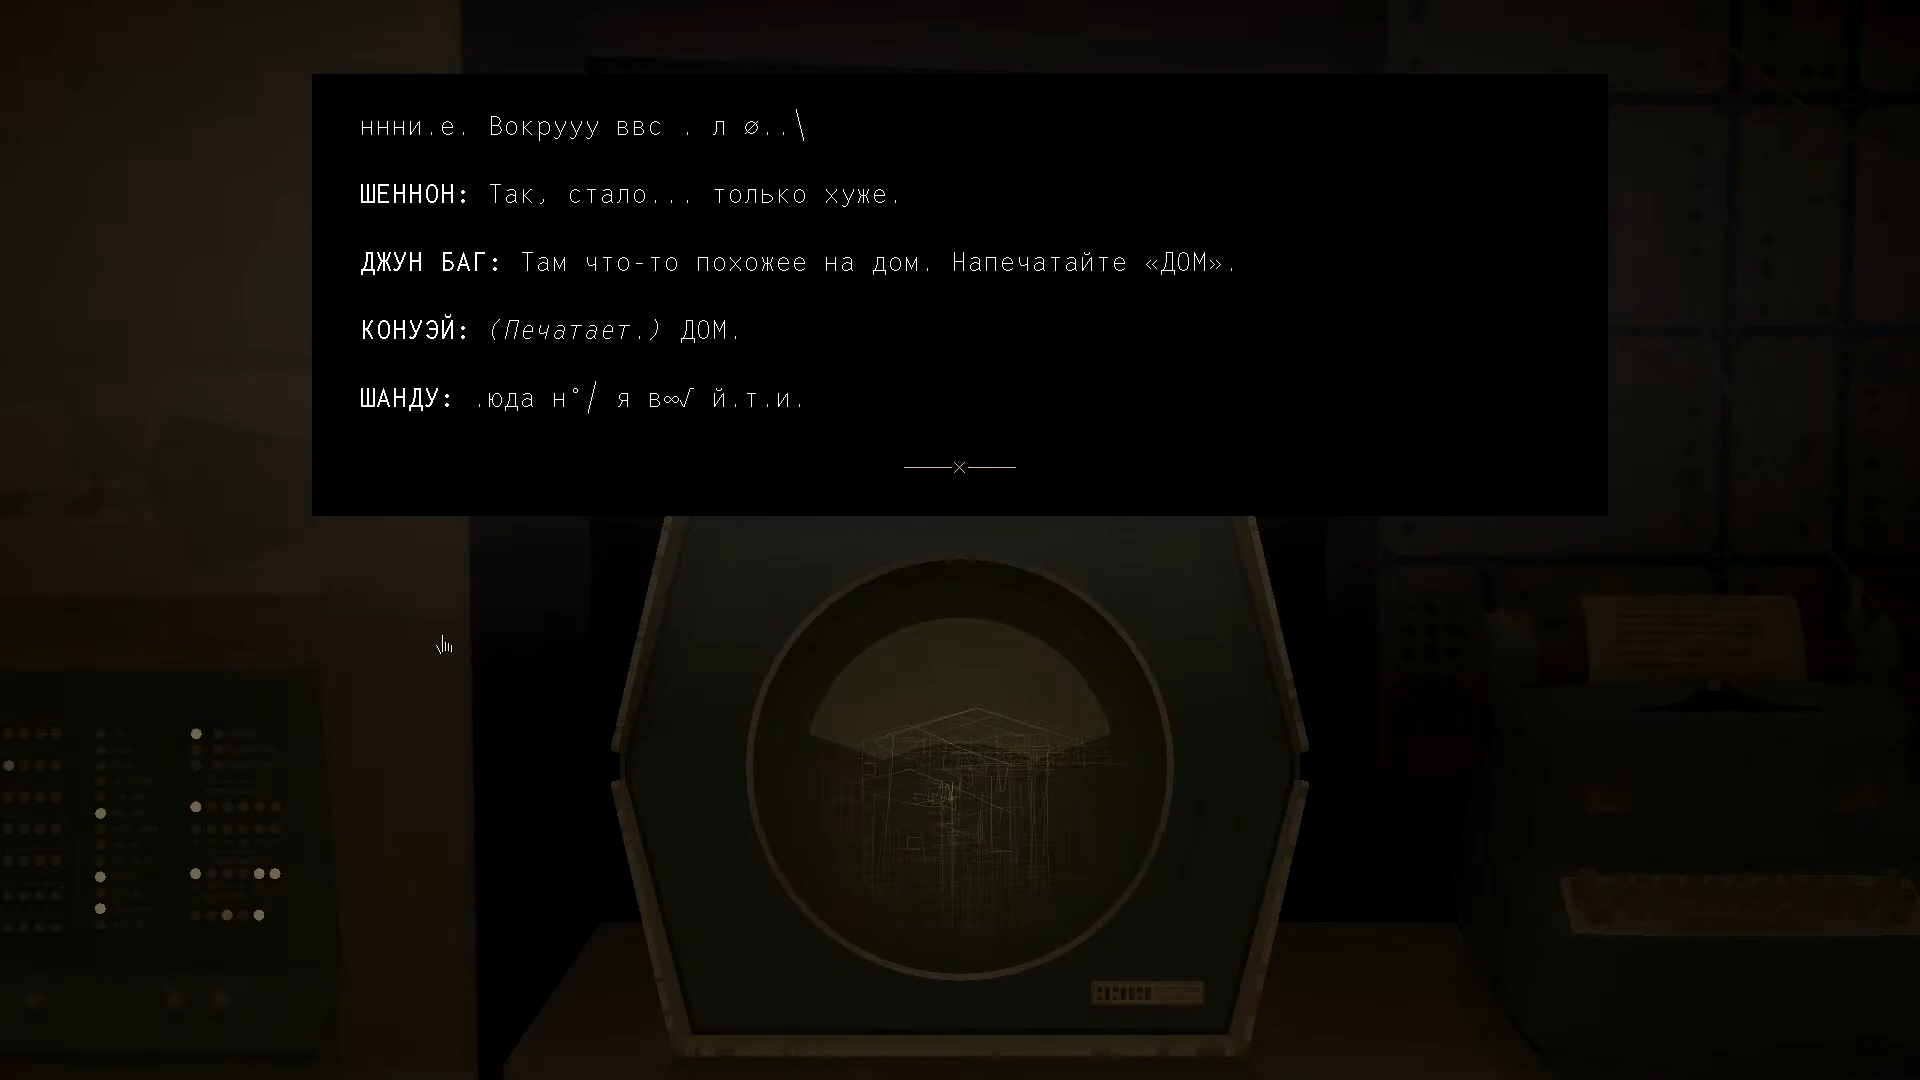 нннни.е. Вокрууу ввс . л ∅..\
ШЕННОН: Так, стало... только хуже.
ДЖУН БАГ: Там что-то похожее на дом. Напечатайте «ДОМ».
КОНУЭЙ: (Печатает.) ДОМ.
ШАНДУ: .юда н°/ я в∞√ й.т.и.